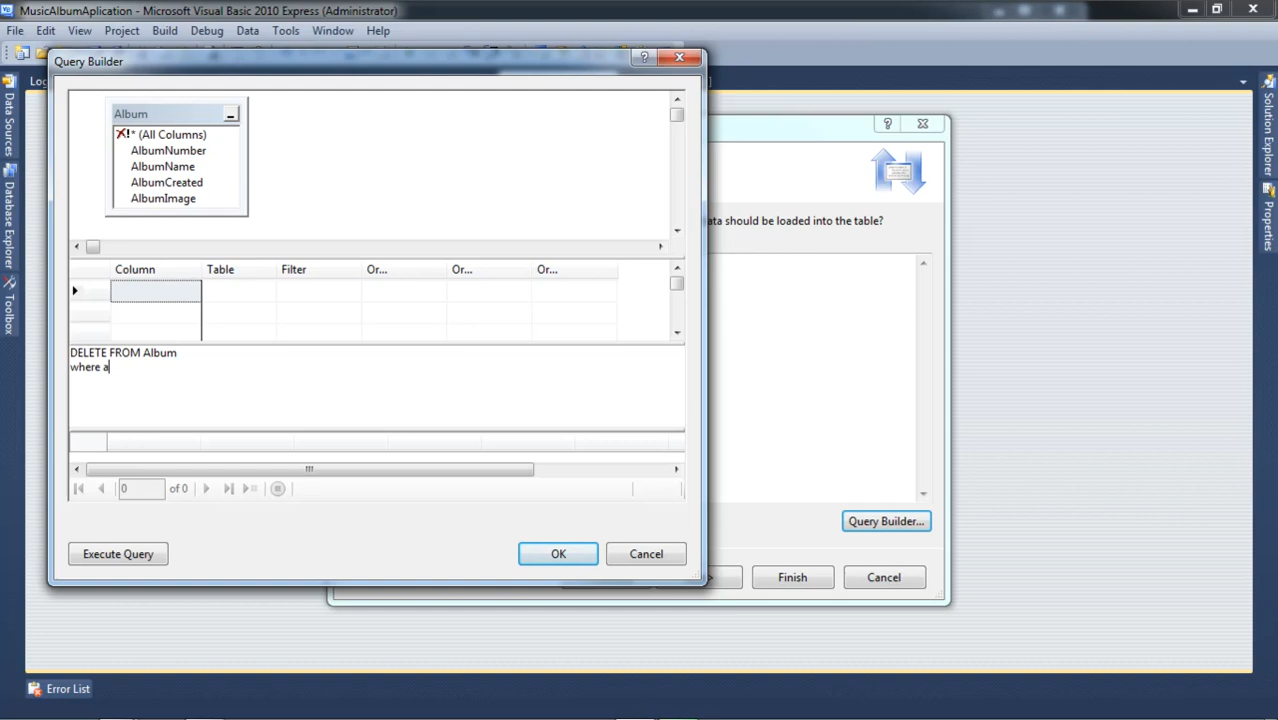 MusicAlbumAplication - Microsoft Visual Basic 2010 Express (Administrator)
File Edit View Project Build Debug Data Tools Window Help
Query Builder
Album
* (All Columns)
AlbumNumber
AlbumName
AlbumCreated
AlbumImage
Column Table Filter Or... Or... Or...
DELETE FROM Album
where a
0 of 0
Execute Query OK Cancel
ata should be loaded into the table?
Query Builder...
> Finish Cancel
Data Sources
Database Explorer
Toolbox
Solution Explorer
Properties
Error List